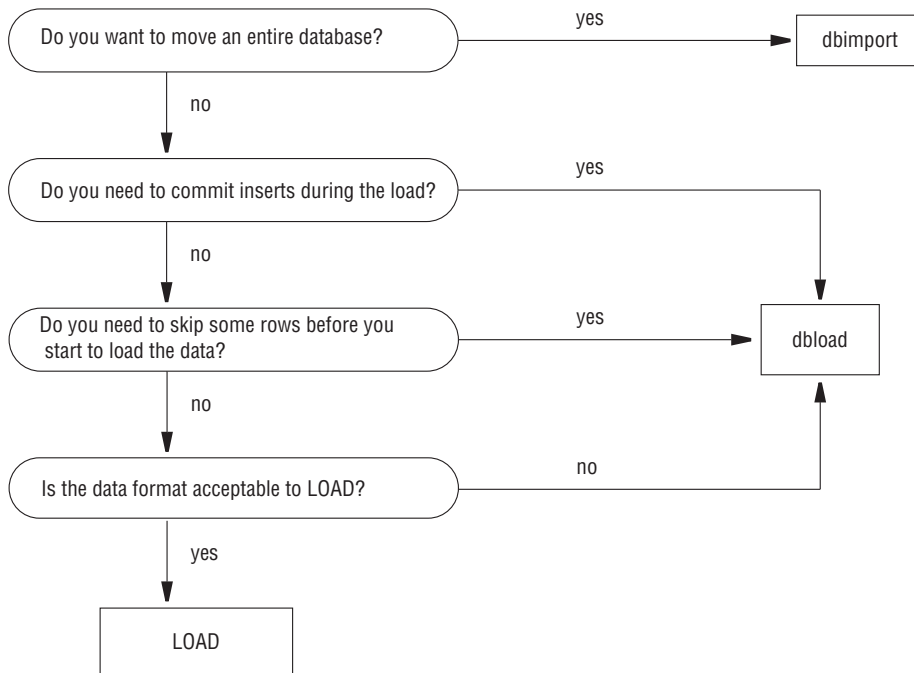 Do you want to move an entire database?
yes
dbimport
no
Do you need to commit inserts during the load?
yes
no
Do you need to skip some rows before you
start to load the data?
yes
dbload
no
Is the data format acceptable to LOAD?
no
yes
LOAD